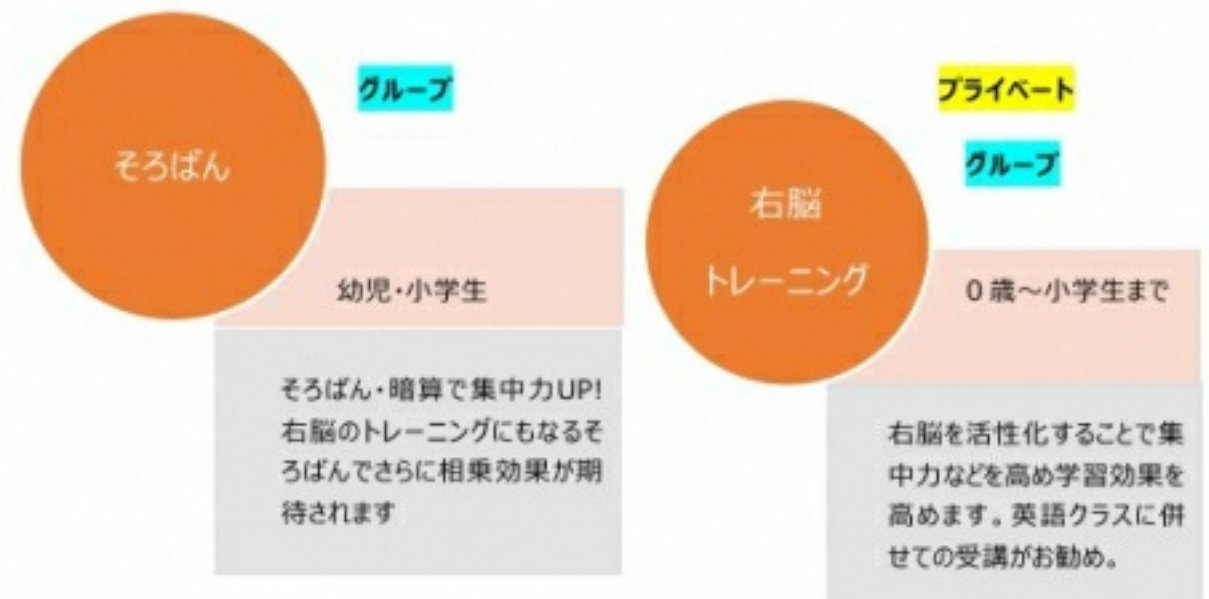 そろばん
グループ
幼児・小学生
そろばん・暗算で集中力UP!
右脳のトレーニングにもなるそ
ろばんでさらに相乗効果が期
待されます
右脳
トレーニング
プライベート
グループ
0歳～小学生まで
右脳を活性化することで集
中力などを高め学習効果を
高めます。英語クラスに併
せての受講がお勧め。